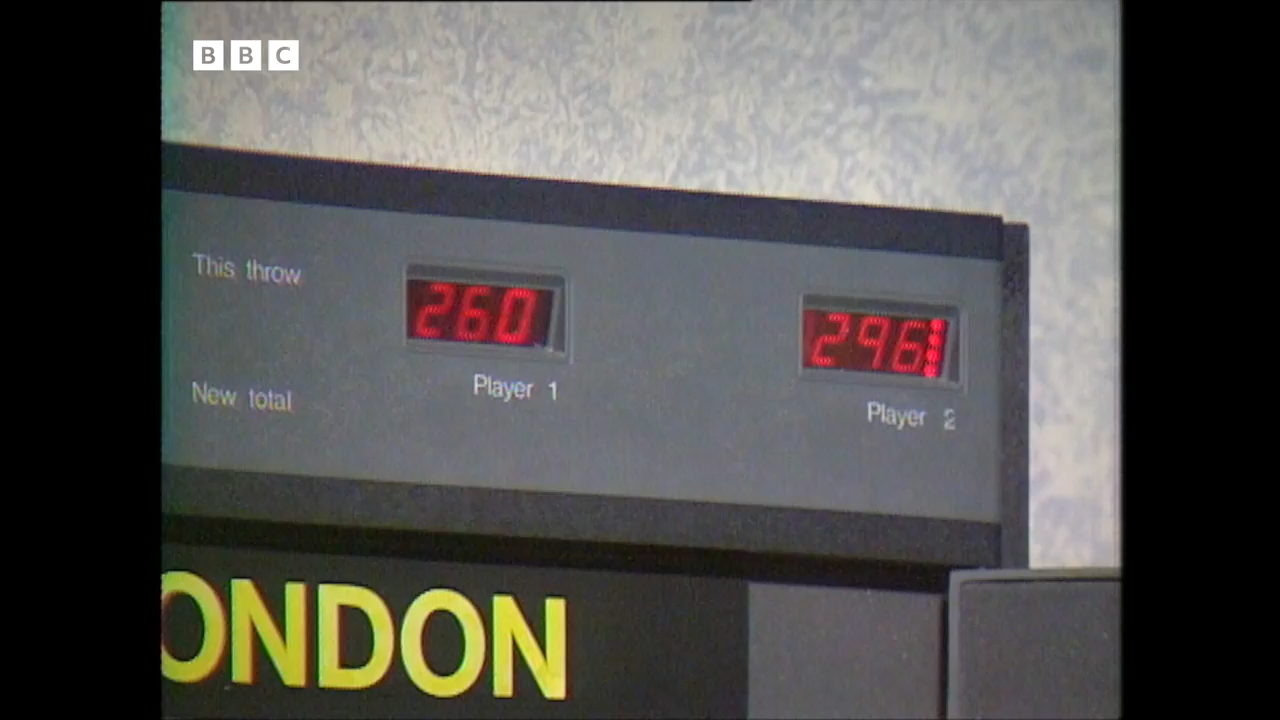 BBC
This throw
260
296
Player 1
New total
Player 2
ONDON